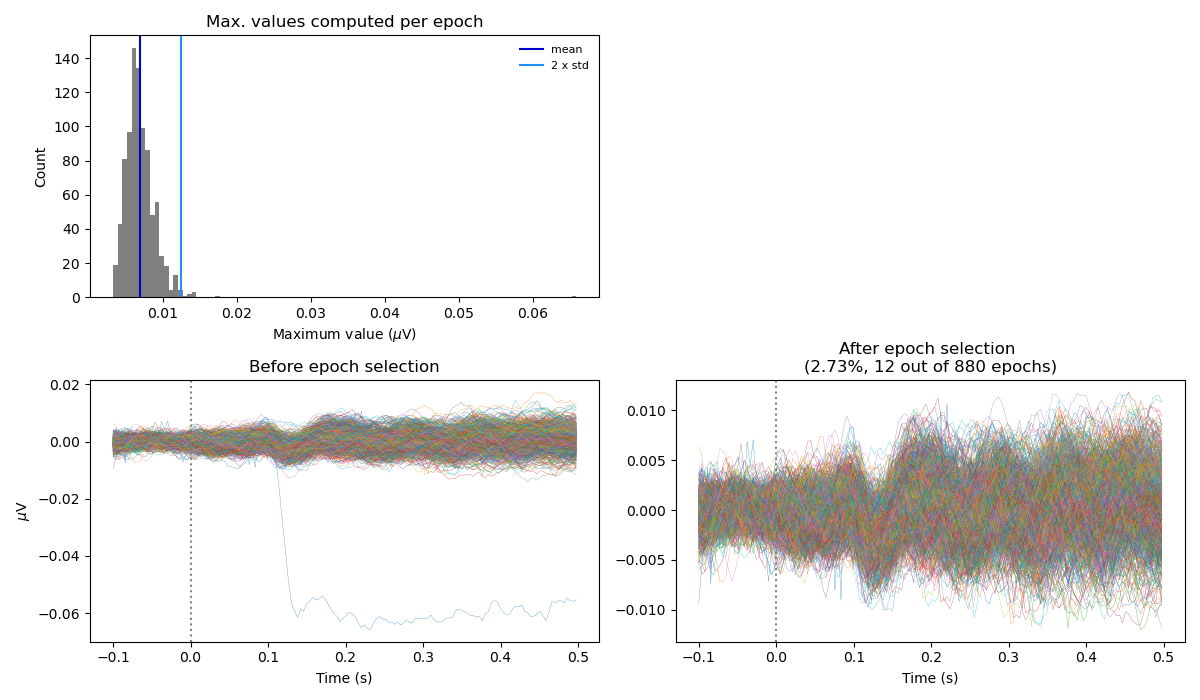 Max. values computed per epoch
mean
2 x std
140
120
100
80
60
40
20
0
Count
0.01 0.02 0.03 0.04 0.05 0.06
Maximum value (μV)
Before epoch selection
0.02
0.00
−0.02
−0.04
−0.06
μV
−0.1 0.0 0.1 0.2 0.3 0.4 0.5
Time (s)
After epoch selection
(2.73%, 12 out of 880 epochs)
0.010
0.005
0.000
−0.005
−0.010
−0.1 0.0 0.1 0.2 0.3 0.4 0.5
Time (s)